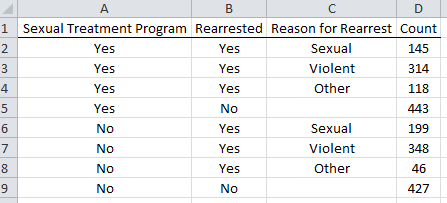 A B C D
1 Sexual Treatment Program Rearrested Reason for Rearrest Count
2 Yes Yes Sexual 145
3 Yes Yes Violent 314
4 Yes Yes Other 118
5 Yes No 443
6 No Yes Sexual 199
7 No Yes Violent 348
8 No Yes Other 46
9 No No 427